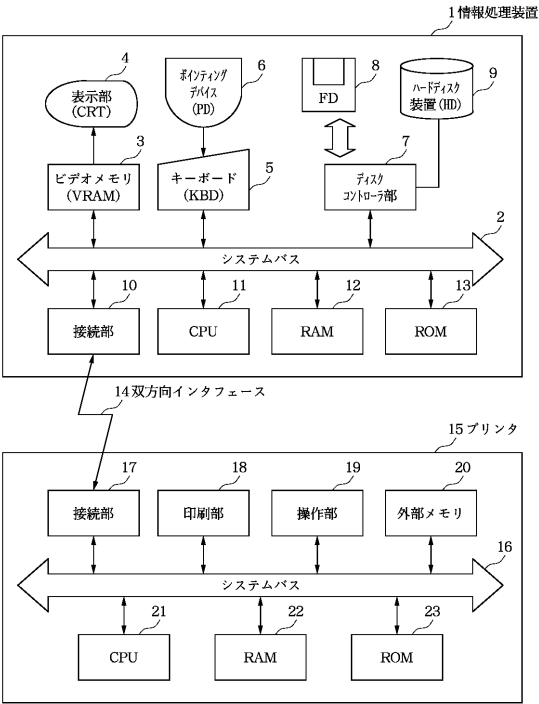 1 情報処理装置
4
6
8
9
表示部
(CRT)
ﾎﾟｲﾝﾃｨﾝｸﾞ
ﾃﾞﾊﾞｲｽ
(PD)
FD
ﾊｰﾄﾞﾃﾞｨｽｸ
装置(HD)
3
5
7
ビデオメモリ
(VRAM)
キーボード
(KBD)
ﾃﾞｨｽｸ
ｺﾝﾄﾛｰﾗ部
2
システムバス
10
11
12
13
接続部
CPU
RAM
ROM
14 双方向インタフェース
15 プリンタ
17
18
19
20
接続部
印刷部
操作部
外部メモリ
16
システムバス
21
22
23
CPU
RAM
ROM